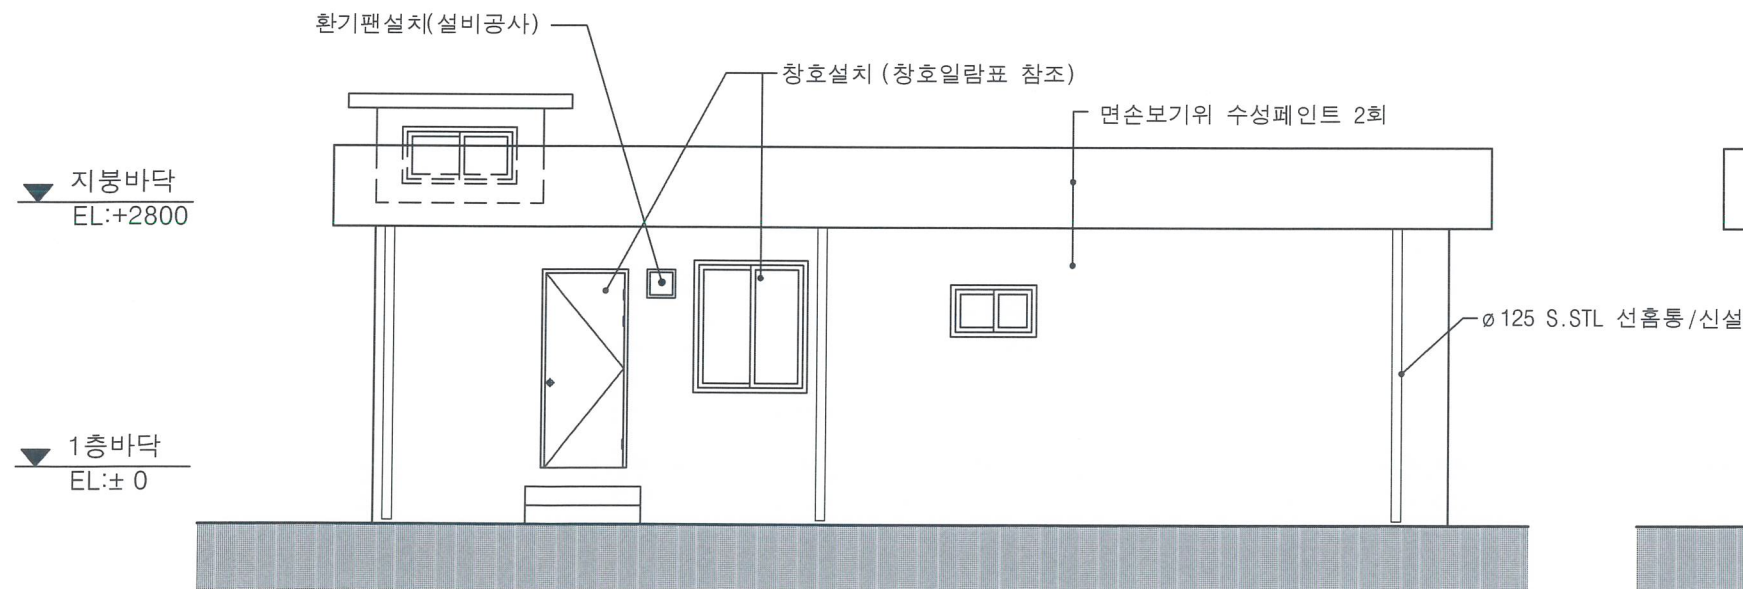 환기팬설치(설비공사)
창호설치 (창호일람표 참조)
면손보기위 수성페인트 2회
지붕바닥
EL:+2800
ø125 S.STL 선홈통/신설
1층바닥
EL:± 0